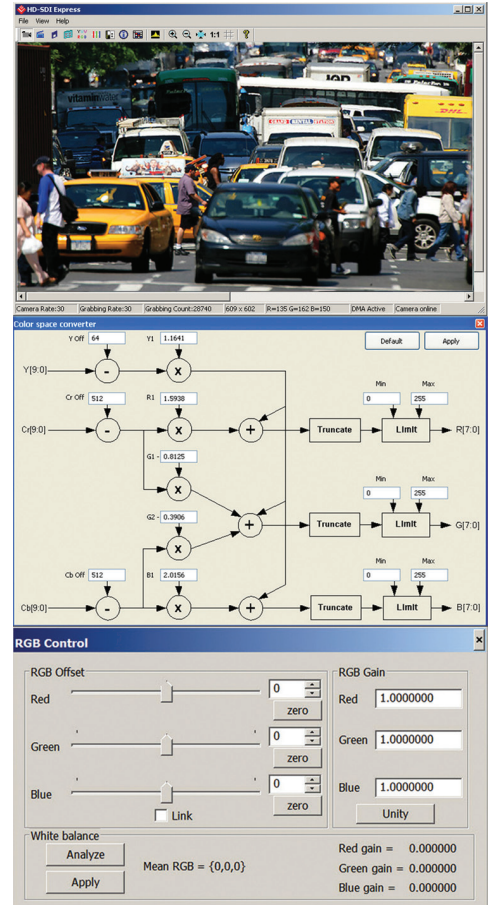 HD-SDI Express
File View Help
1:1
vitaminwater
DHL
Camera Rate:30 Grabbing Rate:30 Grabbing Count:28740 609 x 602 R=135 G=162 B=150 DMA Active Camera online
Color space converter
Y Off 64 Y1 1.1641 Default Apply
Y[9:0] - X
Cr Off 512 R1 1.5938 Min Max
0 255
Cr[9:0] - X + Truncate Limit R[7:0]
G1 - 0.8125
X Min Max
G2 - 0.3906 0 255
+ Truncate Limit G[7:0]
X
Cb Off 512 B1 2.0156 Min Max
0 255
Cb[9:0] - X + Truncate Limit B[7:0]
RGB Control
RGB Offset RGB Gain
Red 0 Red 1.0000000
zero
Green 0 Green 1.0000000
zero
Blue 0 Blue 1.0000000
Link zero Unity
White balance
Analyze Red gain = 0.000000
Mean RGB = {0,0,0} Green gain = 0.000000
Apply Blue gain = 0.000000